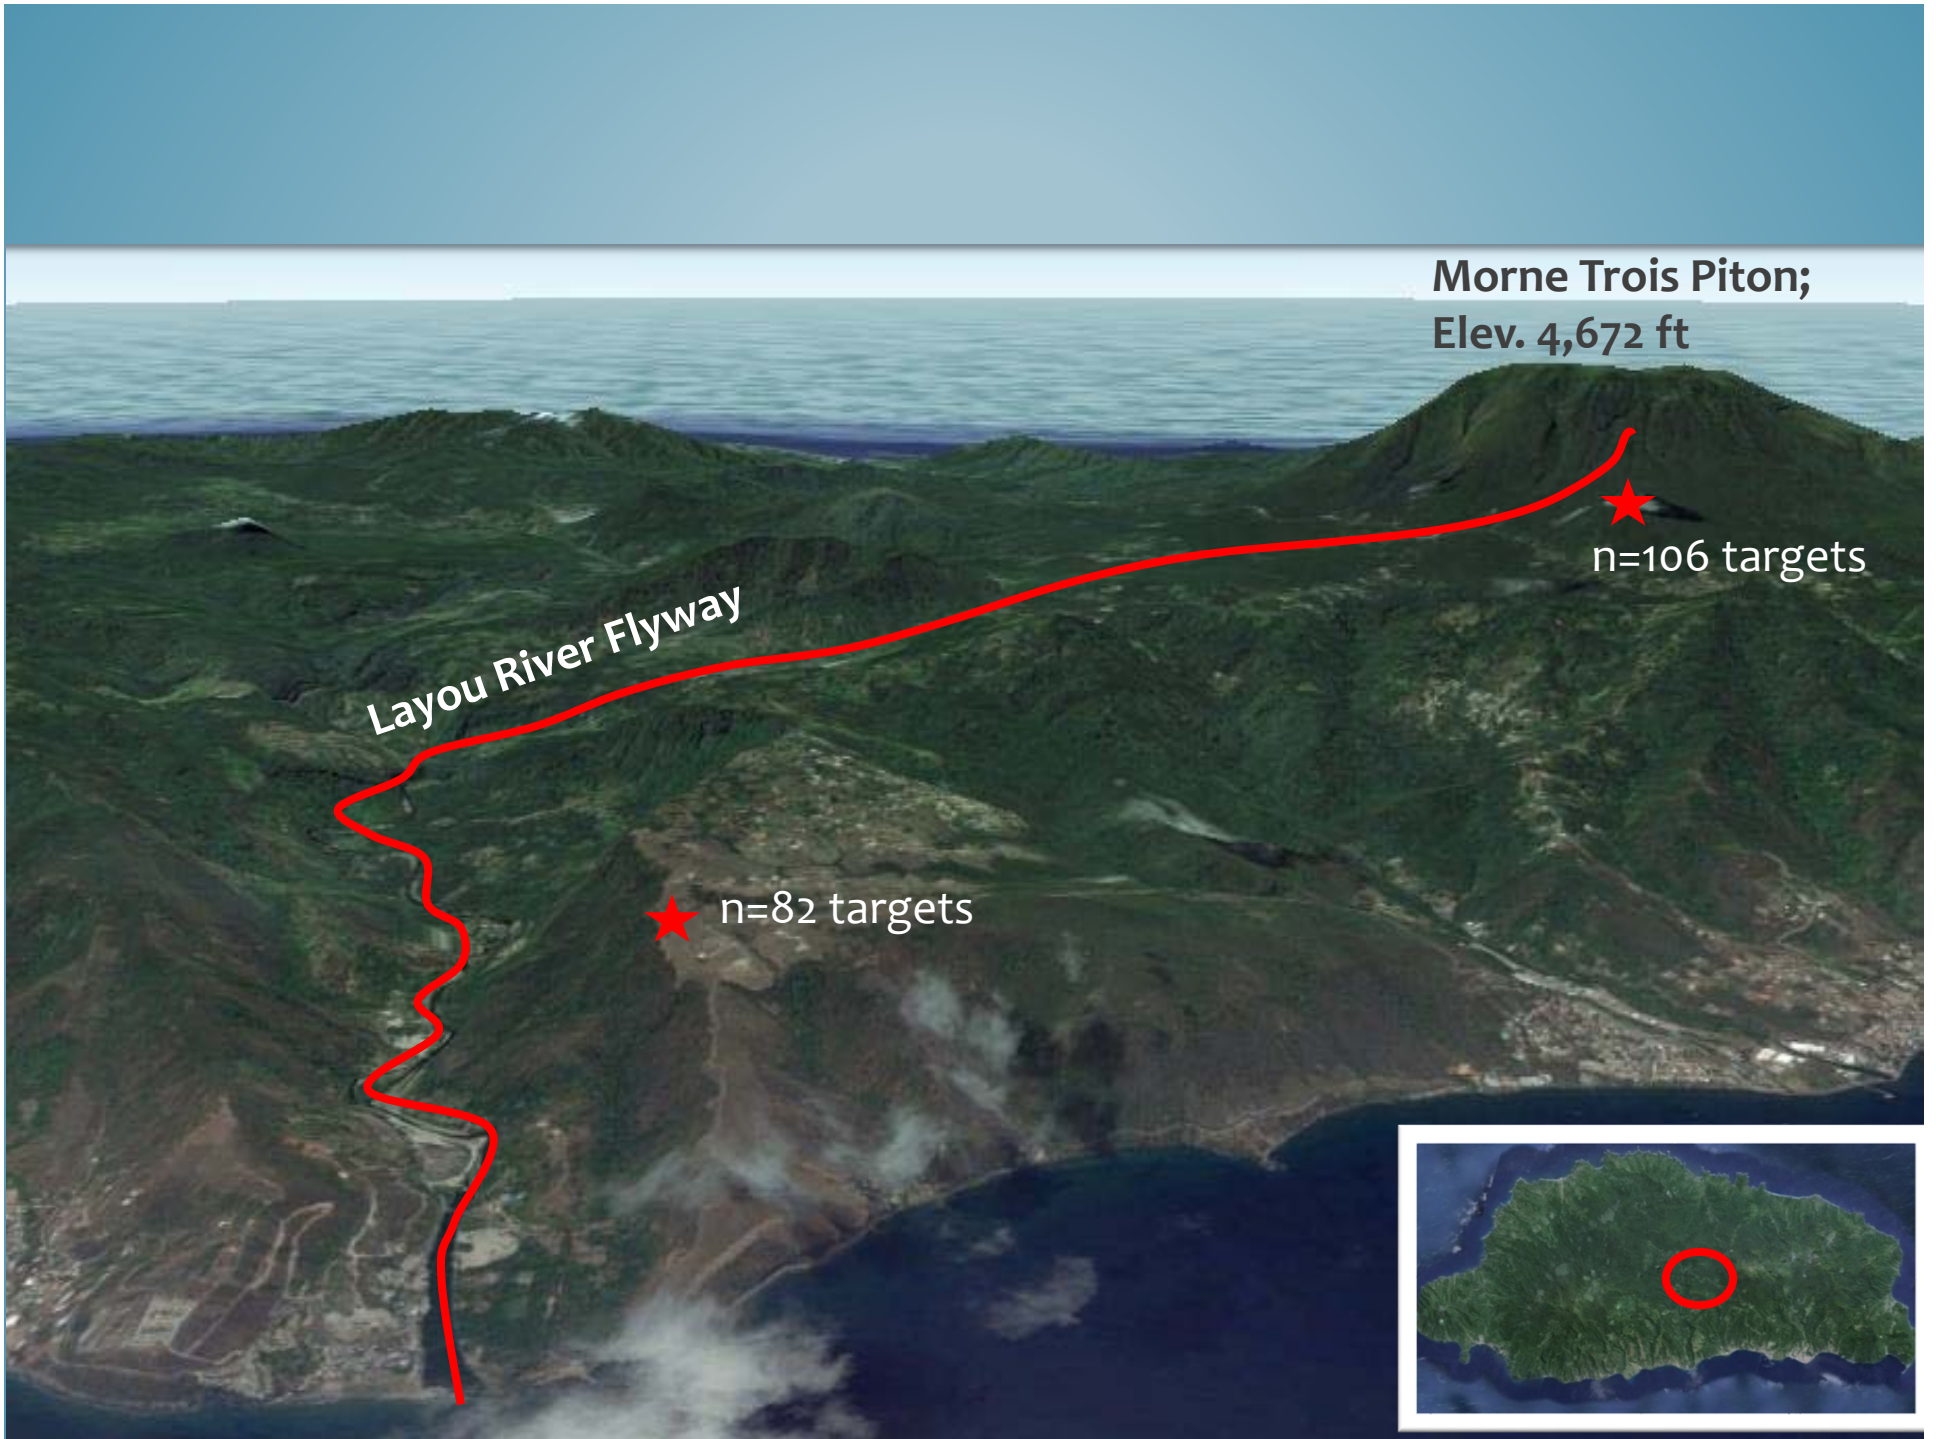 Morne Trois Piton;
Elev. 4,672 ft
n=106 targets
Layou River Flyway
n=82 targets